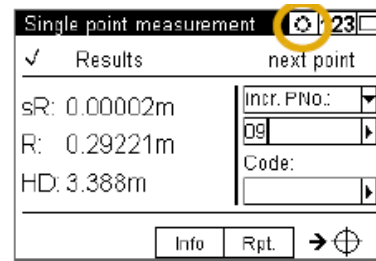 Single point measurement 123
✓ Results next point
sR: 0.00002m
R: 0.29221m
HD: 3.388m
Incr. PNo.:
09
Code:
Info Rpt.